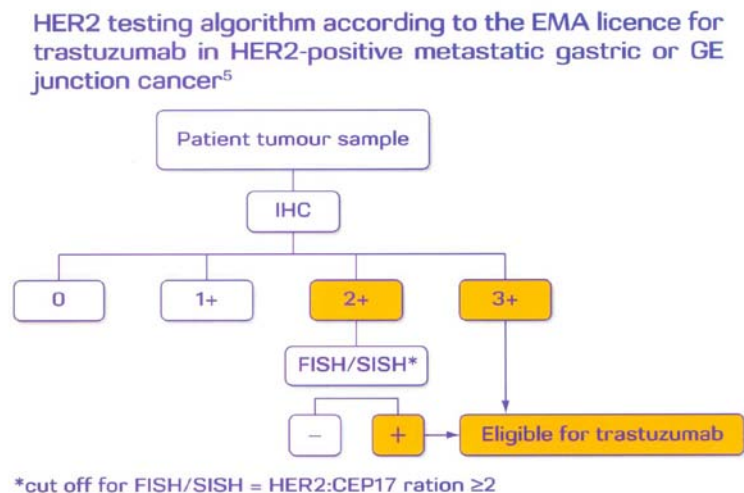 HER2 testing algorithm according to the EMA licence for
trastuzumab in HER2-positive metastatic gastric or GE
junction cancer⁵
Patient tumour sample
IHC
0 1+ 2+ 3+
FISH/SISH*
− + Eligible for trastuzumab
*cut off for FISH/SISH = HER2:CEP17 ration ≥2